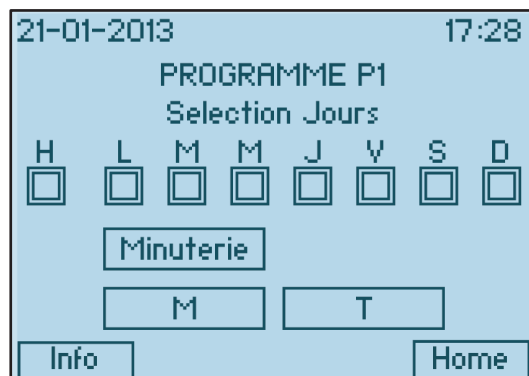 21-01-2013 17:28
PROGRAMME P1
Selection Jours
H L M M J V S D
Minuterie
M T
Info Home